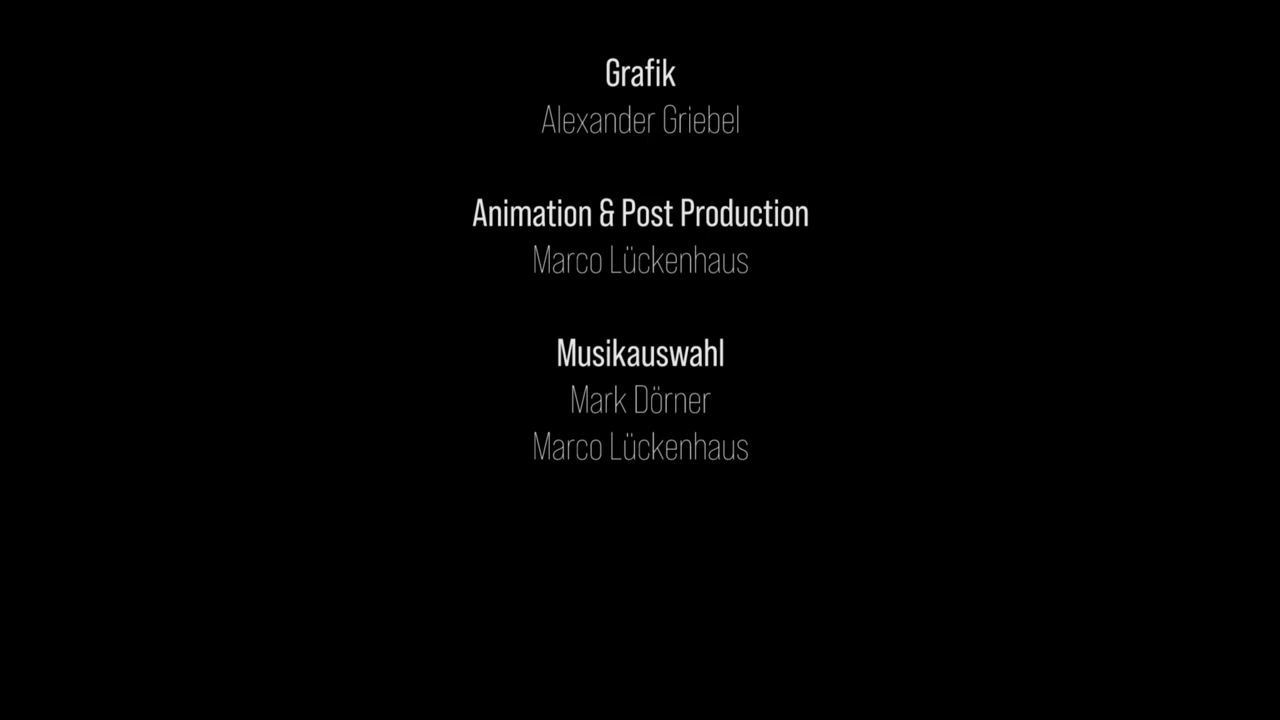 Grafik
Alexander Griebel
Animation & Post Production
Marco Lückenhaus
Musikauswahl
Mark Dörner
Marco Lückenhaus